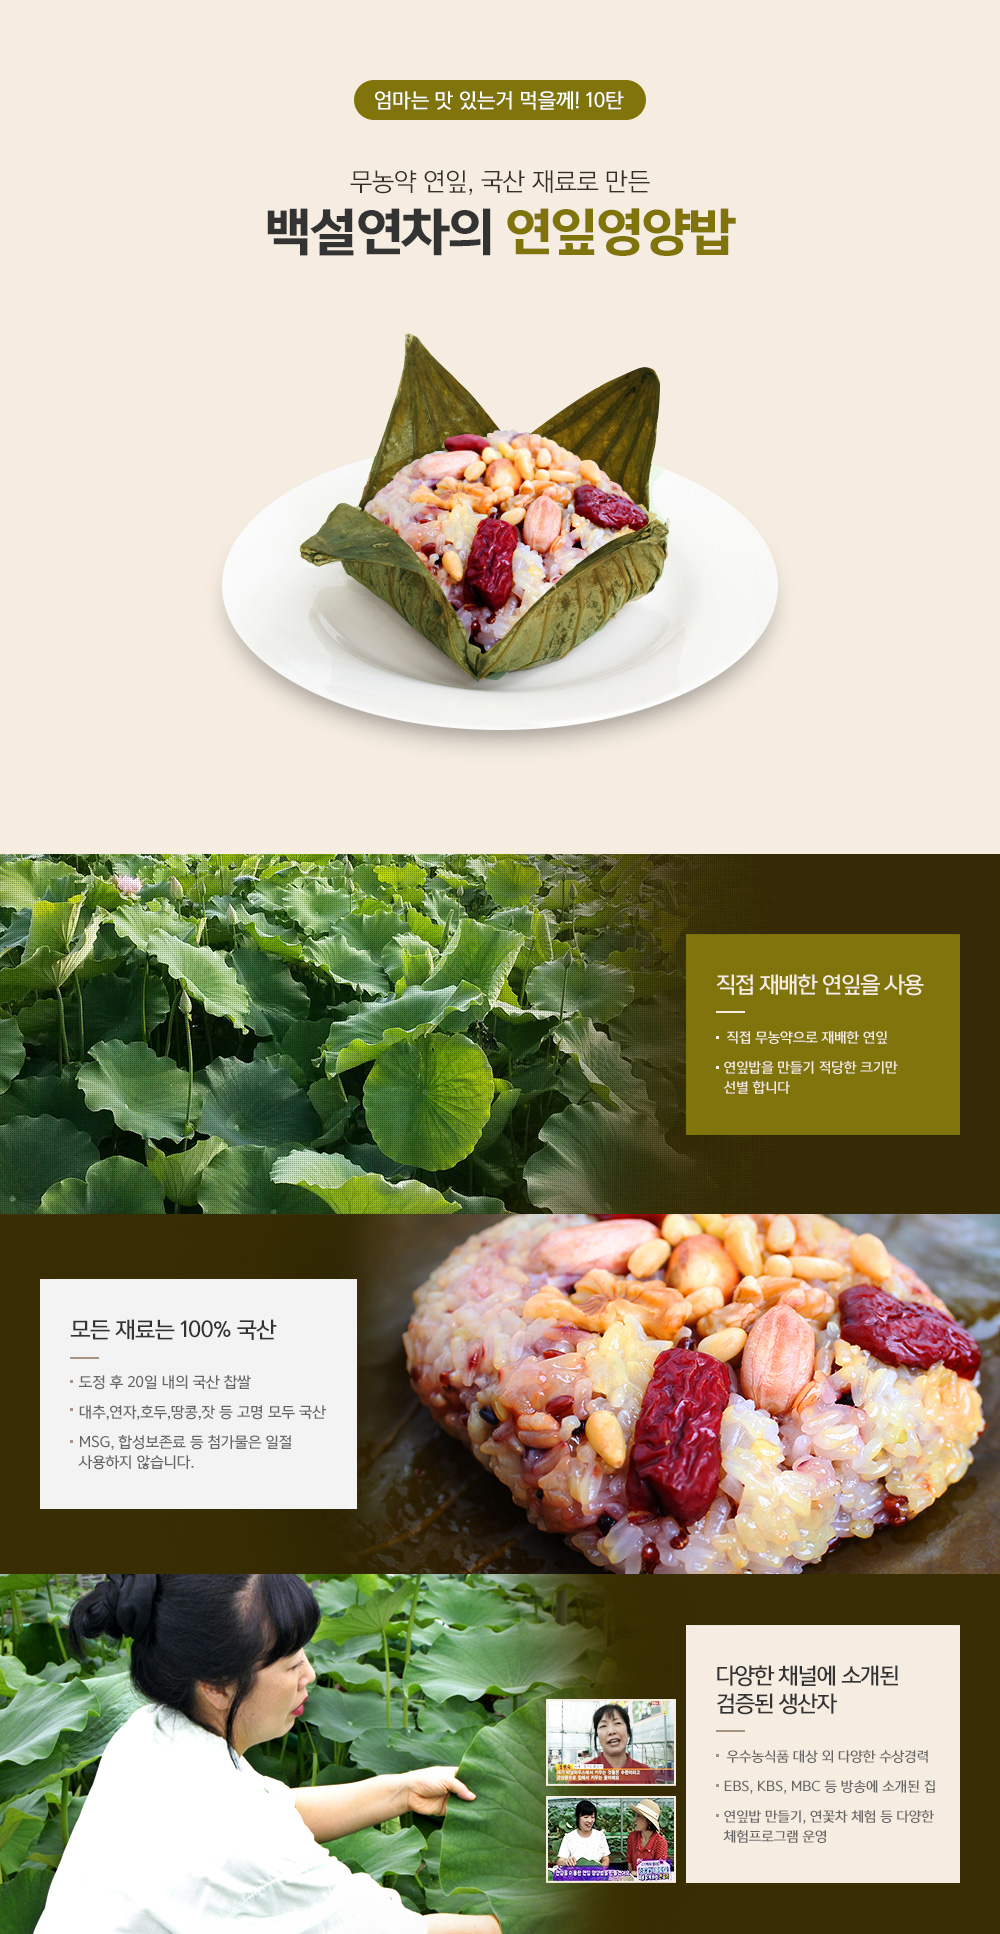 엄마는 맛 있는거 먹을께! 10탄
무농약 연잎, 국산 재료로 만든
백설연차의 연잎영양밥
직접 재배한 연잎을 사용
직접 무농약으로 재배한 연잎
연잎밥을 만들기 적당한 크기만
선별 합니다
모든 재료는 100% 국산
도정 후 20일 내의 국산 찹쌀
대추,연자,호두,땅콩,잣 등 고명 모두 국산
MSG, 합성보존료 등 첨가물은 일절
사용하지 않습니다.
다양한 채널에 소개된
검증된 생산자
우수농식품 대상 외 다양한 수상경력
EBS, KBS, MBC 등 방송에 소개된 집
연잎밥 만들기, 연꽃차 체험 등 다양한
체험프로그램 운영